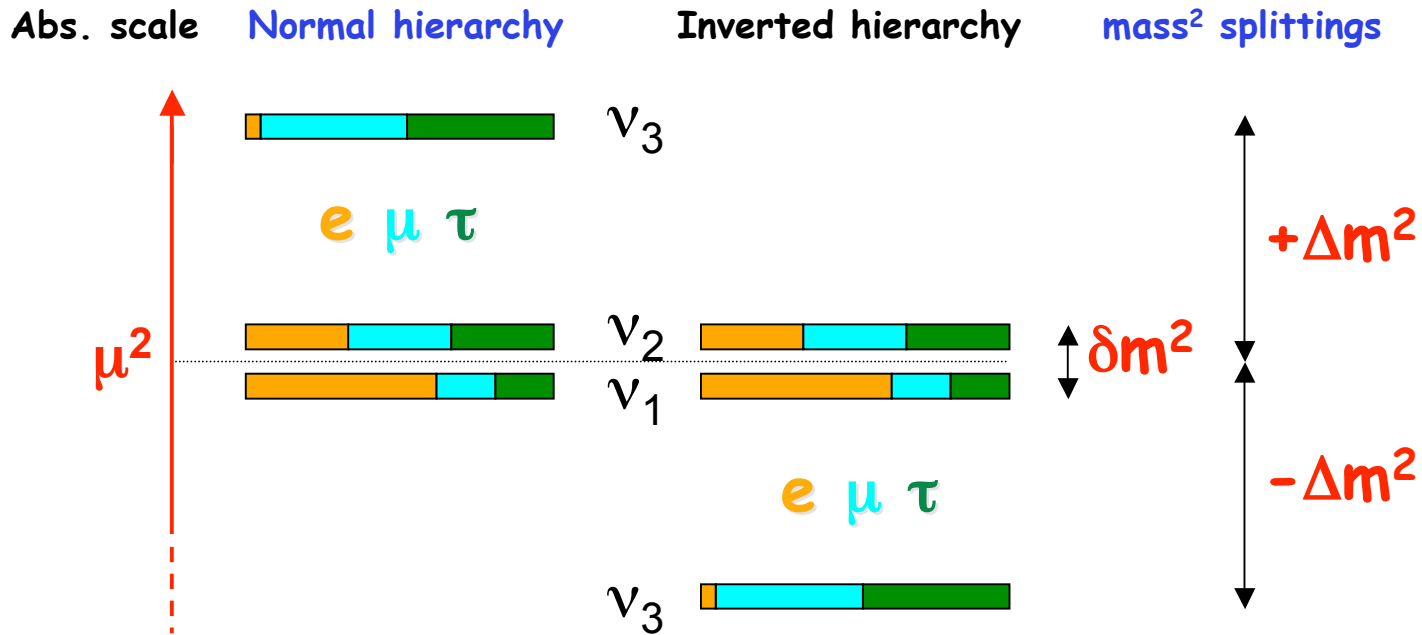 Abs. scale Normal hierarchy Inverted hierarchy mass² splittings
ν₃
e μ τ
+Δm²
ν₂
μ² δm²
ν₁
e μ τ
-Δm²
ν₃